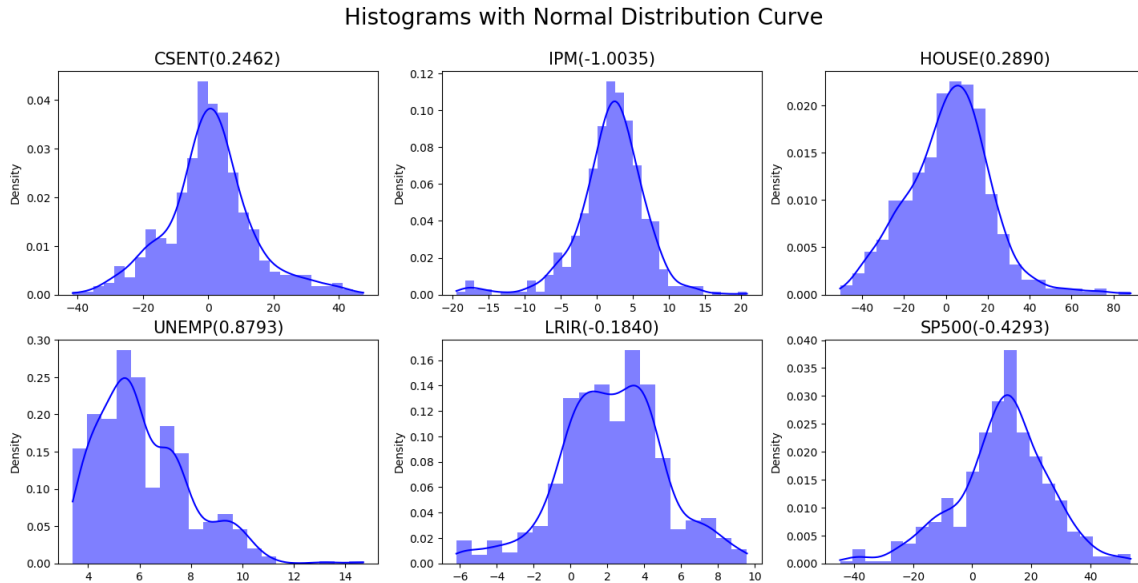 Histograms with Normal Distribution Curve
CSENT(0.2462)
IPM(-1.0035)
HOUSE(0.2890)
Density
0.04
0.03
0.02
0.01
0.00
−40 −20 0 20 40
Density
0.12
0.10
0.08
0.06
0.04
0.02
0.00
−20 −15 −10 −5 0 5 10 15 20
Density
0.020
0.015
0.010
0.005
0.000
−40 −20 0 20 40 60 80
UNEMP(0.8793)
LRIR(-0.1840)
SP500(-0.4293)
Density
0.30
0.25
0.20
0.15
0.10
0.05
0.00
4 6 8 10 12 14
Density
0.16
0.14
0.12
0.10
0.08
0.06
0.04
0.02
0.00
−6 −4 −2 0 2 4 6 8 10
Density
0.040
0.035
0.030
0.025
0.020
0.015
0.010
0.005
0.000
−40 −20 0 20 40